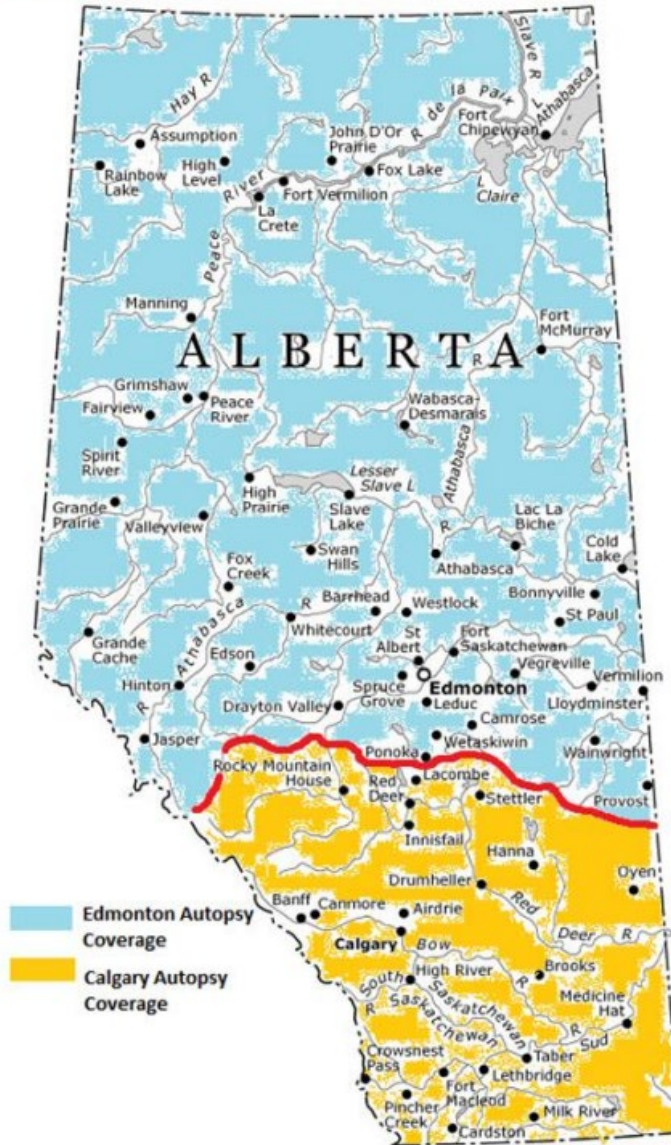 Hay R
Slave R
R de la Paix
L Athabasca
Assumption
John D'Or
Prairie
Fort
Chipewyan
Rainbow
Lake
High
Level
River
Fox Lake
Fort Vermilion
L
Claire
La
Crete
Peace
Manning
Fort
McMurray
ALBERTA
R
Grimshaw
Fairview
Peace
River
Wabasca-
Desmarais
Spirit
River
Athabasca
High
Prairie
Lesser
Slave L
Slave
Lake
Grande
Prairie
Valleyview
R
Lac La
Biche
Cold
Lake
Swan
Hills
Athabasca
Fox
Creek
Bonnyville
Athabasca
R
Barrhead
Westlock
St Paul
Whitecourt
Grande
Cache
St
Albert
Fort
Saskatchewan
Edson
Vegreville
Vermilion
Hinton
Spruce
Grove
Edmonton
Drayton Valley
Leduc
Lloydminster
R
Camrose
Jasper
Wetaskiwin
Wainwright
Ponoka
Rocky Mountain
House
Red
Deer
Lacombe
Stettler
Provost
Innisfail
Hanna
Drumheller
Oyen
Red
Deer R
Edmonton Autopsy
Coverage
Banff
Canmore
Airdrie
Calgary
Bow
R
Calgary Autopsy
Coverage
High River
Brooks
South
Saskatchewan
R Saskatchewan
Sud
Medicine
Hat
Crowsnest
Pass
Taber
Fort
Macleod
Lethbridge
Pincher
Creek
Milk River
Cardston